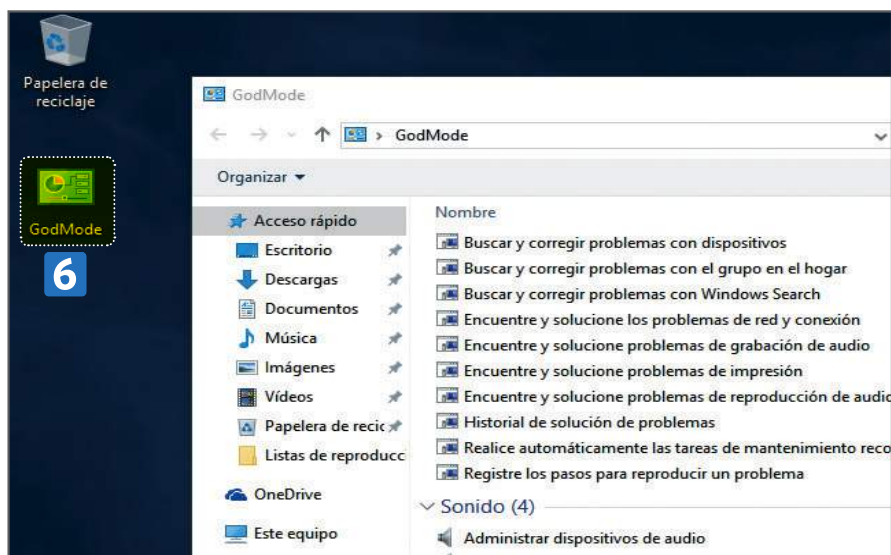 Papelera de
reciclaje
GodMode
6
GodMode
GodMode
Organizar
Acceso rápido
Escritorio
Descargas
Documentos
Música
Imágenes
Vídeos
Papelera de recic
Listas de reproducc
OneDrive
Este equipo
Nombre
Buscar y corregir problemas con dispositivos
Buscar y corregir problemas con el grupo en el hogar
Buscar y corregir problemas con Windows Search
Encuentre y solucione los problemas de red y conexión
Encuentre y solucione problemas de grabación de audio
Encuentre y solucione problemas de impresión
Encuentre y solucione problemas de reproducción de audio
Historial de solución de problemas
Realice automáticamente las tareas de mantenimiento reco
Registre los pasos para reproducir un problema
Sonido (4)
Administrar dispositivos de audio